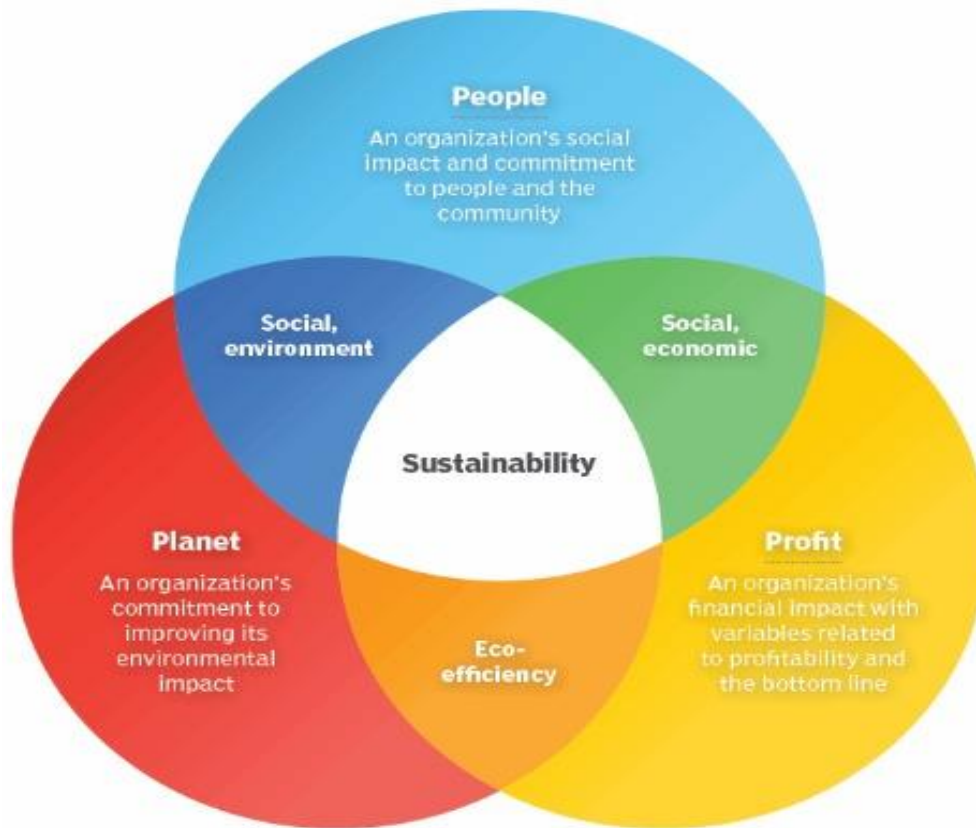 People
An organization's social
impact and commitment
to people and the
community
Social,
environment
Social,
economic
Sustainability
Planet
An organization's
commitment to
improving its
environmental
impact
Profit
An organization's
financial impact with
variables related
to profitability and
the bottom line
Eco-
efficiency